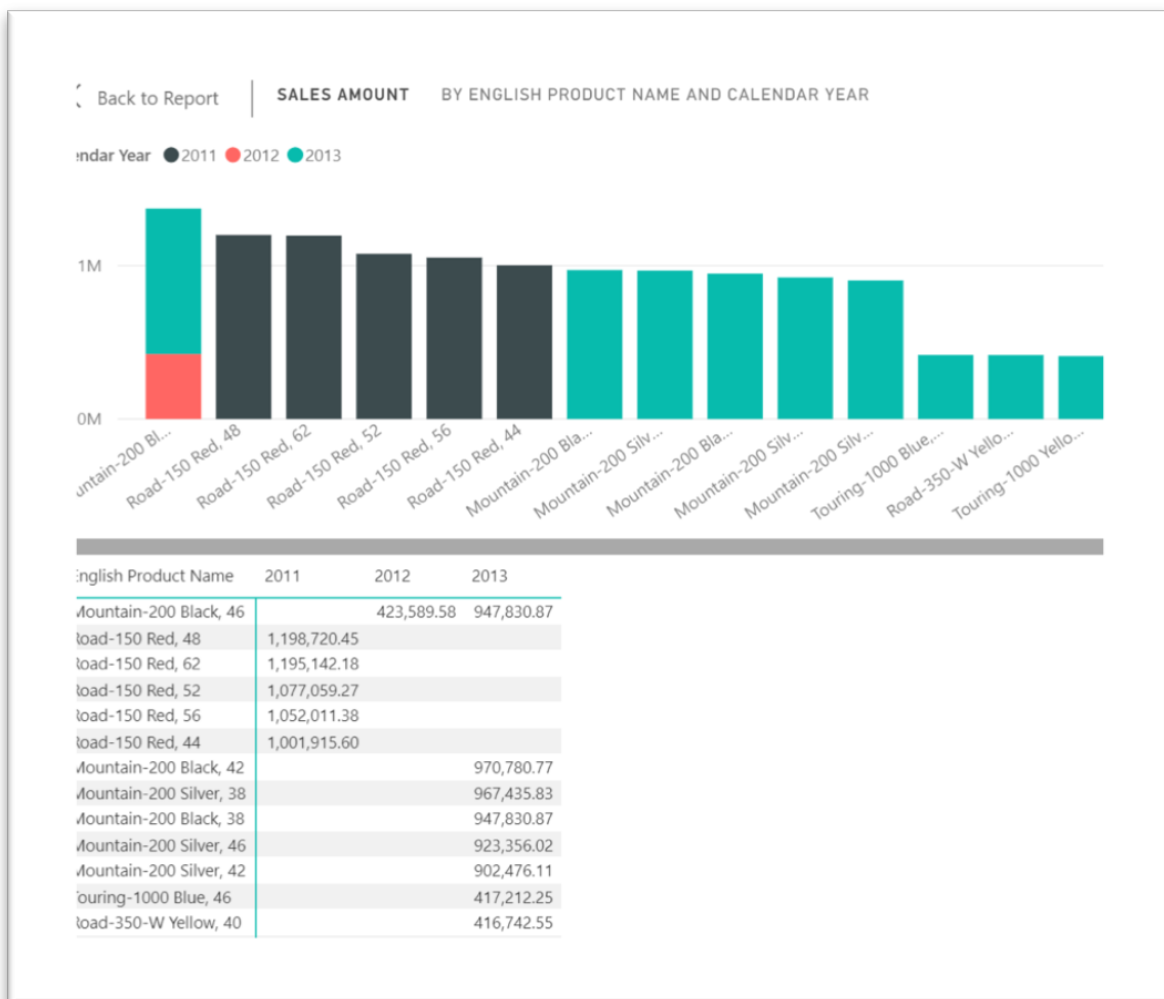 Back to Report SALES AMOUNT BY ENGLISH PRODUCT NAME AND CALENDAR YEAR
endar Year 2011 2012 2013
1M
0M
untain-200 Bl... Road-150 Red, 48 Road-150 Red, 62 Road-150 Red, 52 Road-150 Red, 56 Road-150 Red, 44 Mountain-200 Bla... Mountain-200 Silv... Mountain-200 Bla... Mountain-200 Silv... Mountain-200 Silv... Touring-1000 Blue,... Road-350-W Yello... Touring-1000 Yello...
English Product Name 2011 2012 2013
Mountain-200 Black, 46 423,589.58 947,830.87
Road-150 Red, 48 1,198,720.45
Road-150 Red, 62 1,195,142.18
Road-150 Red, 52 1,077,059.27
Road-150 Red, 56 1,052,011.38
Road-150 Red, 44 1,001,915.60
Mountain-200 Black, 42 970,780.77
Mountain-200 Silver, 38 967,435.83
Mountain-200 Black, 38 947,830.87
Mountain-200 Silver, 46 923,356.02
Mountain-200 Silver, 42 902,476.11
Touring-1000 Blue, 46 417,212.25
Road-350-W Yellow, 40 416,742.55